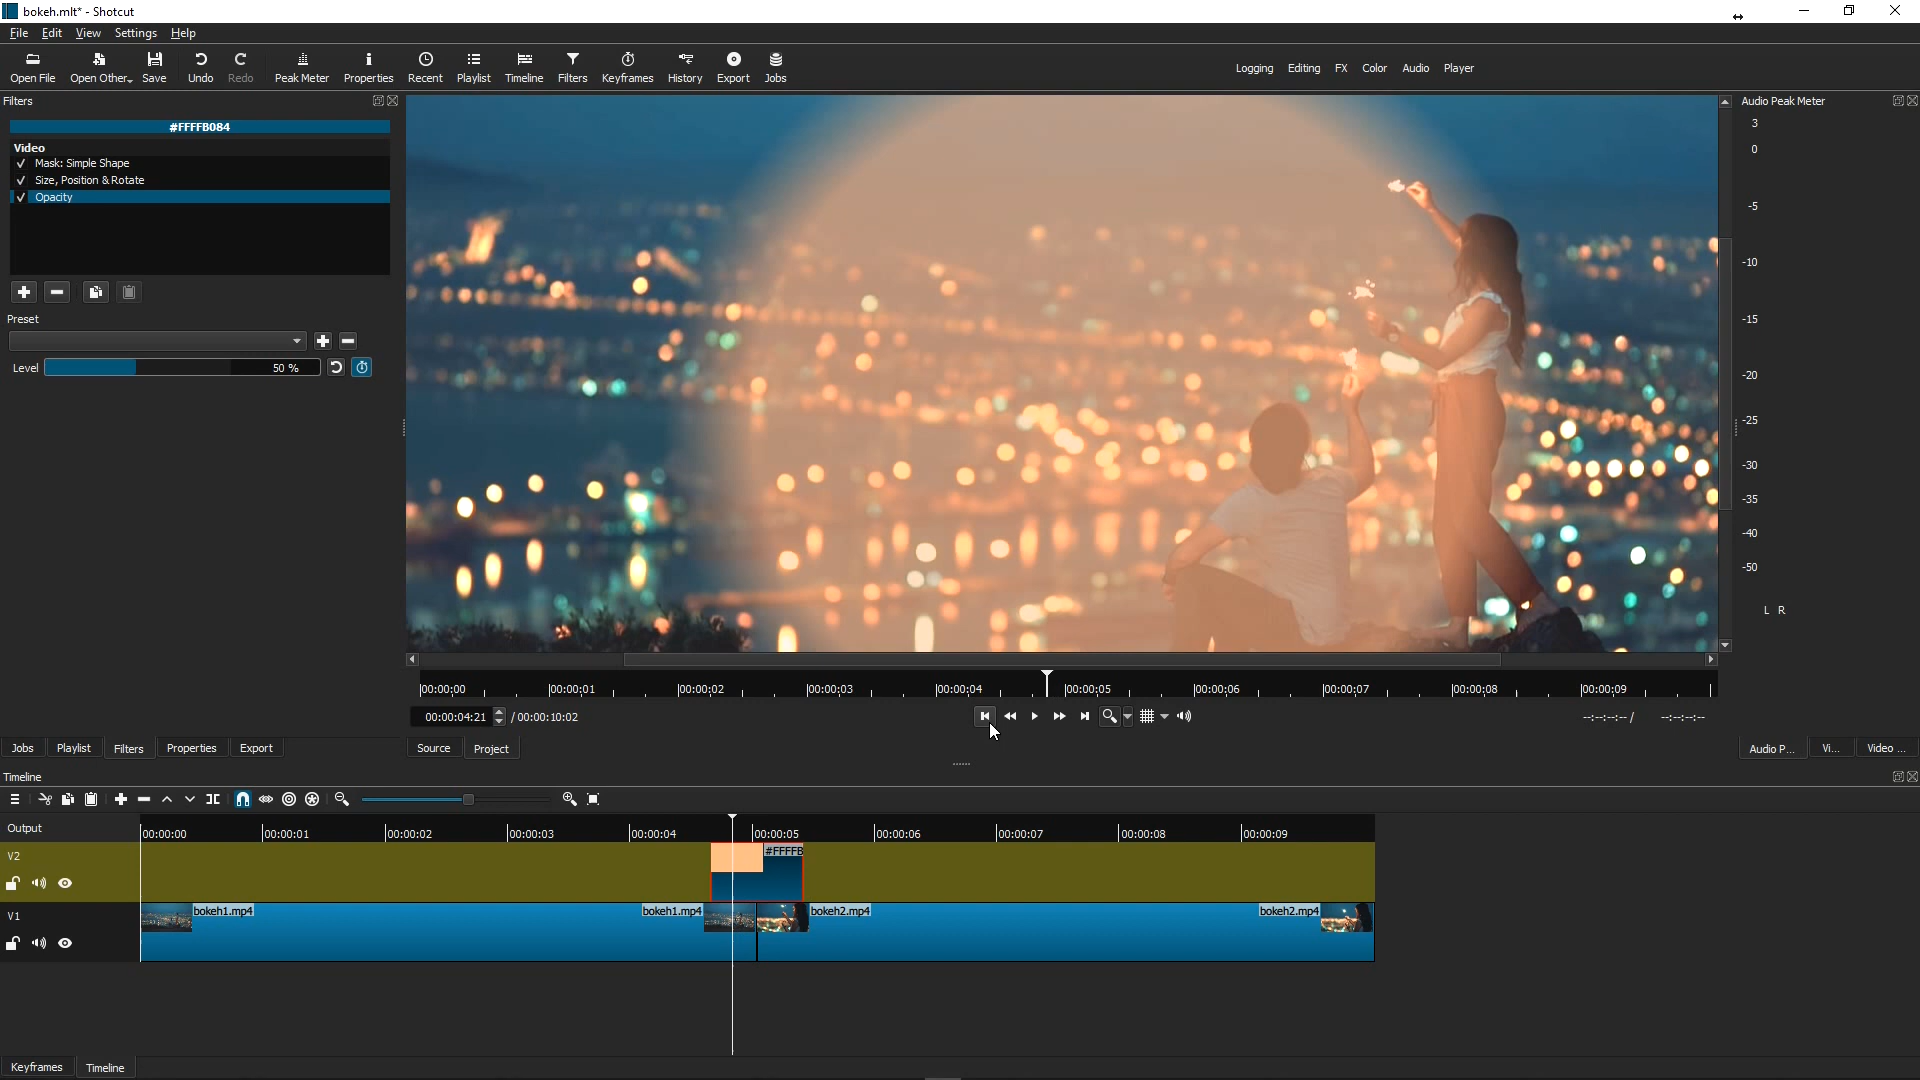 bokeh.mlt* - Shotcut
File Edit View Settings Help
Open File Open Other... Save Undo Redo Peak Meter Properties Recent Playlist Timeline Filters Keyframes History Export Jobs
Logging Editing FX Color Audio Player
Filters
#FFFFB084
Video
Mask: Simple Shape
Size, Position & Rotate
Opacity
Preset
Level 50 %
Audio Peak Meter
3
0
-5
-10
-15
-20
-25
-30
-35
-40
-50
L R
00:00:00 00:00:01 00:00:02 00:00:03 00:00:04 00:00:05 00:00:06 00:00:07 00:00:08 00:00:09
00:00:04:21 / 00:00:10:02 --:--:--:-- / --:--:--:--
Jobs Playlist Filters Properties Export
Source Project
Audio P... Vi... Video ...
Timeline
Output
00:00:00 00:00:01 00:00:02 00:00:03 00:00:04 00:00:05 00:00:06 00:00:07 00:00:08 00:00:09
V2
#FFFFB
V1
bokeh1.mp4 bokeh1.mp4 bokeh2.mp4 bokeh2.mp4
Keyframes Timeline